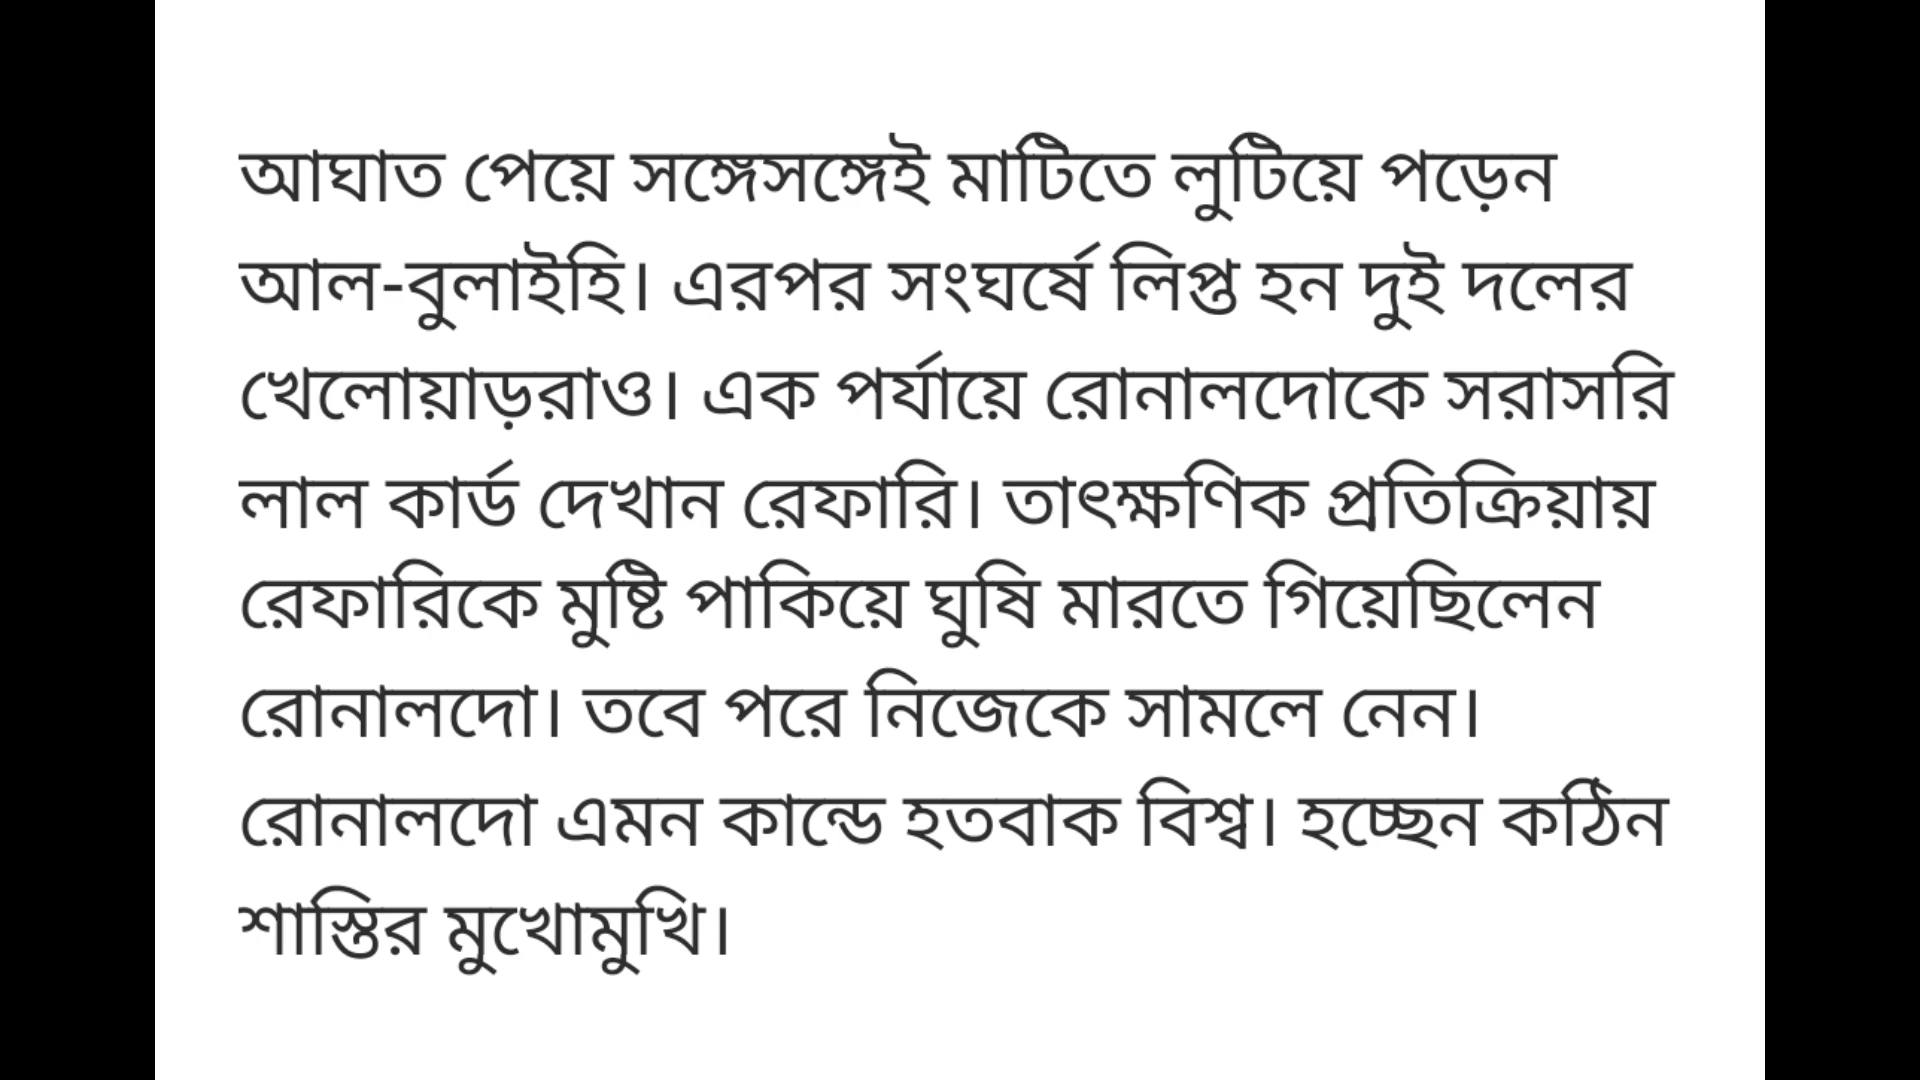 আঘাত পেয়ে সঙ্গেসঙ্গেই মাটিতে লুটিয়ে পড়েন
আল-বুলাইহি। এরপর সংঘর্ষে লিপ্ত হন দুই দলের
খেলোয়াড়রাও। এক পর্যায়ে রোনালদোকে সরাসরি
লাল কার্ড দেখান রেফারি। তাৎক্ষণিক প্রতিক্রিয়ায়
রেফারিকে মুষ্টি পাকিয়ে ঘুষি মারতে গিয়েছিলেন
রোনালদো। তবে পরে নিজেকে সামলে নেন।
রোনালদো এমন কান্ডে হতবাক বিশ্ব। হচ্ছেন কঠিন
শাস্তির মুখোমুখি।